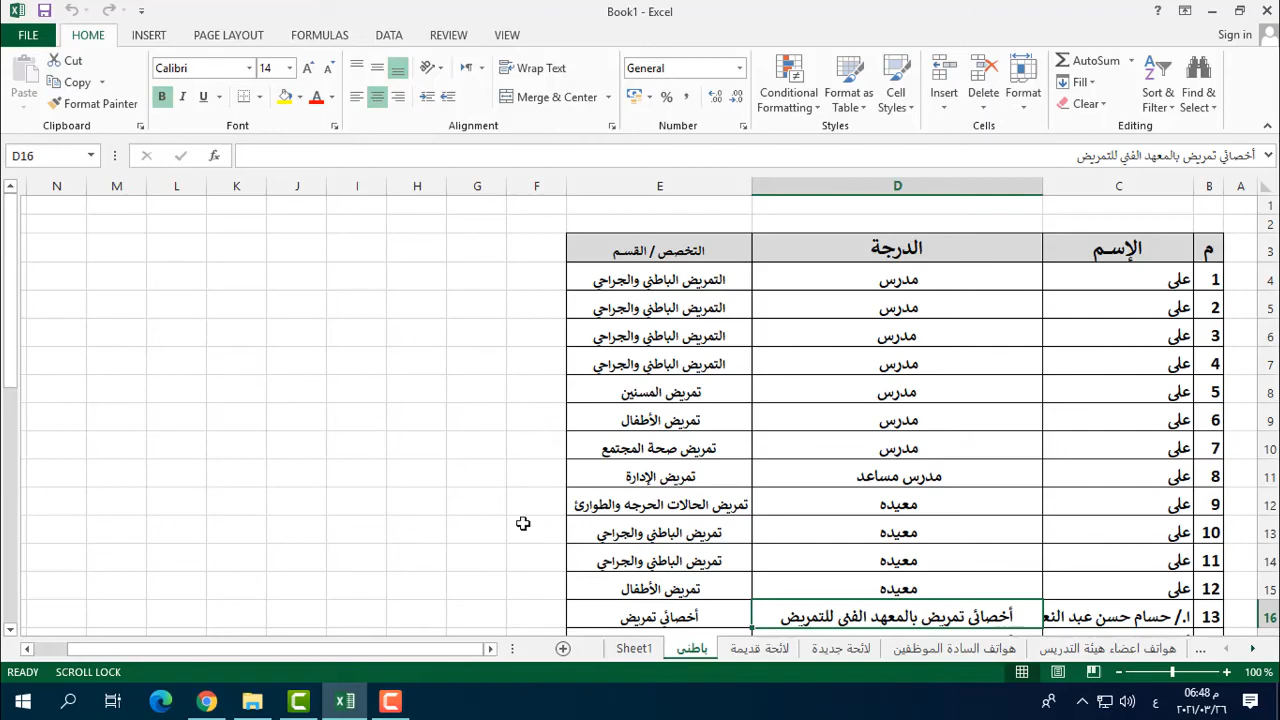 Book1 - Excel
Sign in
FILE HOME INSERT PAGE LAYOUT FORMULAS DATA REVIEW VIEW
Paste Cut Copy Format Painter
Calibri 14
B I U A
Wrap Text
Merge & Center
General
Conditional Formatting Format as Table Cell Styles
Insert Delete Format
AutoSum Fill Clear Sort & Filter Find & Select
Clipboard Font Alignment Number Styles Cells Editing
D16 fx أخصائي تمريض بالمعهد الفني للتمريض
N M L K J I H G F E D C B A
1
2
3 م الإسـم الدرجة التخصص / القسـم
4 1 على مدرس التمريض الباطني والجراحي
5 2 على مدرس التمريض الباطني والجراحي
6 3 على مدرس التمريض الباطني والجراحي
7 4 على مدرس التمريض الباطني والجراحي
8 5 على مدرس تمريض المسنين
9 6 على مدرس تمريض الأطفال
10 7 على مدرس تمريض صحة المجتمع
11 8 على مدرس مساعد تمريض الإدارة
12 9 على معيده تمريض الحالات الحرجه والطوارئ
13 10 على معيده تمريض الباطني والجراحي
14 11 على معيده تمريض الباطني والجراحي
15 12 على معيده تمريض الأطفال
16 13 ا./ حسام حسن عبد النع أخصائي تمريض بالمعهد الفني للتمريض أخصائي تمريض
Sheet1 باطنى لائحة قديمة لائحة جديدة هواتف السادة الموظفين هواتف اعضاء هيئة التدريس ...
READY SCROLL LOCK 100 %
ع 06:48 م
٢٠٢١/٠٣/٢٦